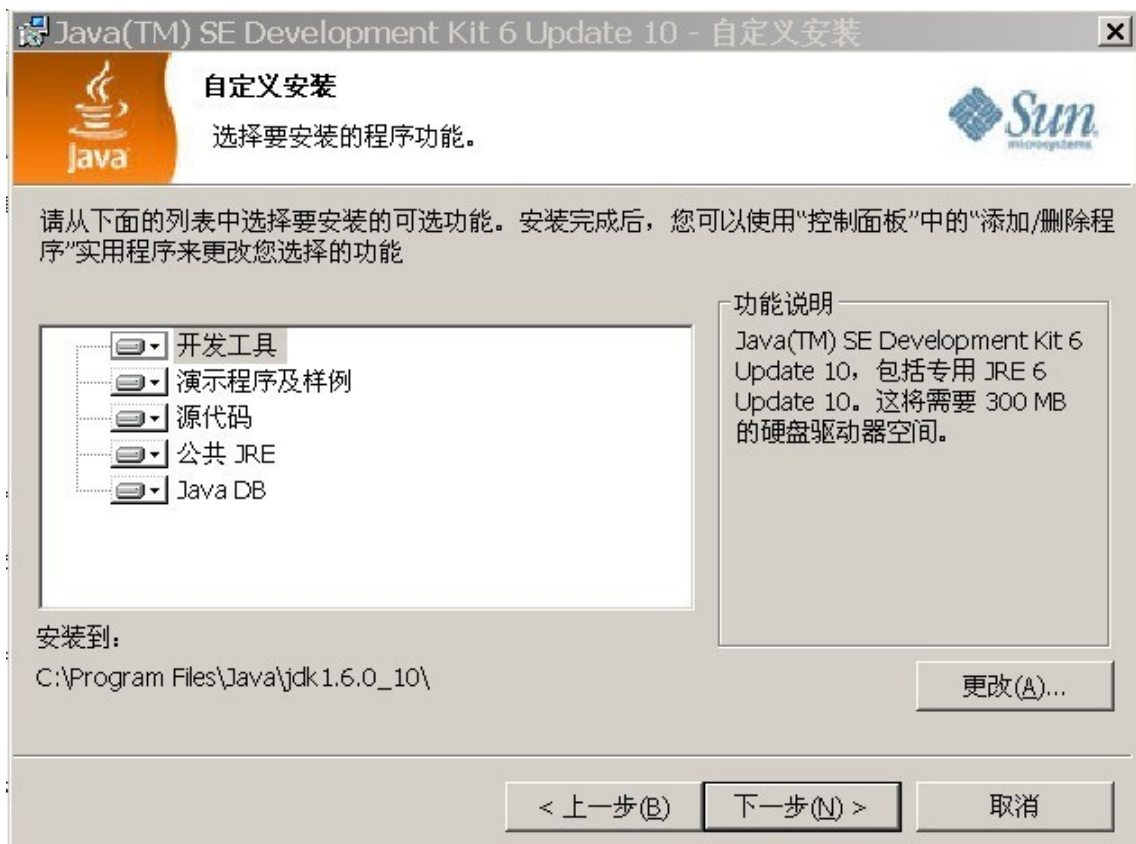 Java(TM) SE Development Kit 6 Update 10 - 自定义安装
Java
自定义安装
选择要安装的程序功能。
Sun
microsystems
请从下面的列表中选择要安装的可选功能。安装完成后，您可以使用“控制面板”中的“添加/删除程
序”实用程序来更改您选择的功能
开发工具
演示程序及样例
源代码
公共 JRE
Java DB
功能说明
Java(TM) SE Development Kit 6
Update 10，包括专用 JRE 6
Update 10。这将需要 300 MB
的硬盘驱动器空间。
安装到：
C:\Program Files\Java\jdk1.6.0_10\
更改(A)...
< 上一步(B)
下一步(N) >
取消